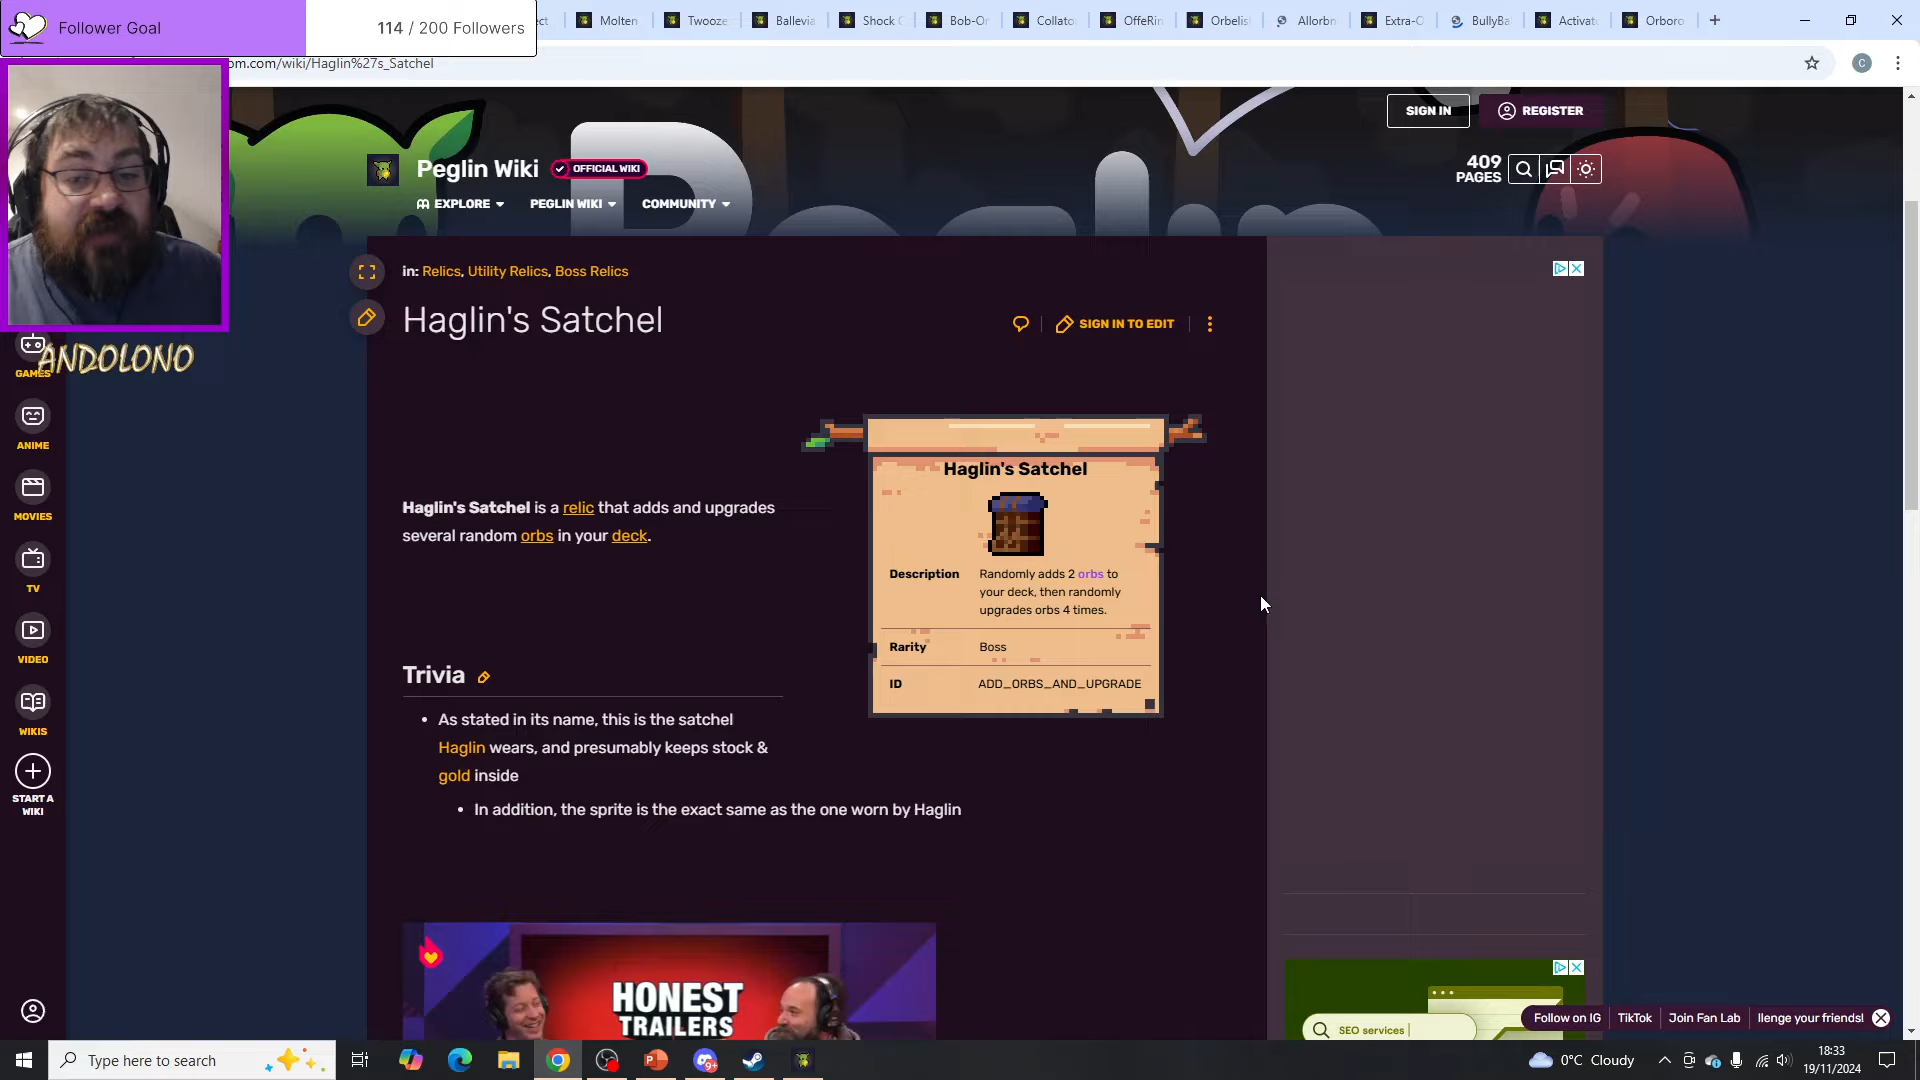 Follower Goal
114 / 200 Followers
ect
Molten
Twooze
Ballevia
Shock
Bob-Or
Collato
OffeRin
Orbelis
Allorbn
Extra-O
BullyBa
Activat
Orboro
om.com/wiki/Haglin%27s_Satchel
C
SIGN IN
REGISTER
Peglin Wiki
OFFICIAL WIKI
409
PAGES
EXPLORE
PEGLIN WIKI
COMMUNITY
in: Relics, Utility Relics, Boss Relics
Haglin's Satchel
SIGN IN TO EDIT
ANDOLONO
GAMES
ANIME
MOVIES
TV
VIDEO
WIKIS
START A
WIKI
Haglin's Satchel is a relic that adds and upgrades
several random orbs in your deck.
Haglin's Satchel
Description
Randomly adds 2 orbs to
your deck, then randomly
upgrades orbs 4 times.
Rarity
Boss
ID
ADD_ORBS_AND_UPGRADE
Trivia
• As stated in its name, this is the satchel
Haglin wears, and presumably keeps stock &
gold inside
• In addition, the sprite is the exact same as the one worn by Haglin
HONEST
TRAILERS
SEO services
Follow on IG
TikTok
Join Fan Lab
llenge your friends!
Type here to search
9+
0°C Cloudy
18:33
19/11/2024